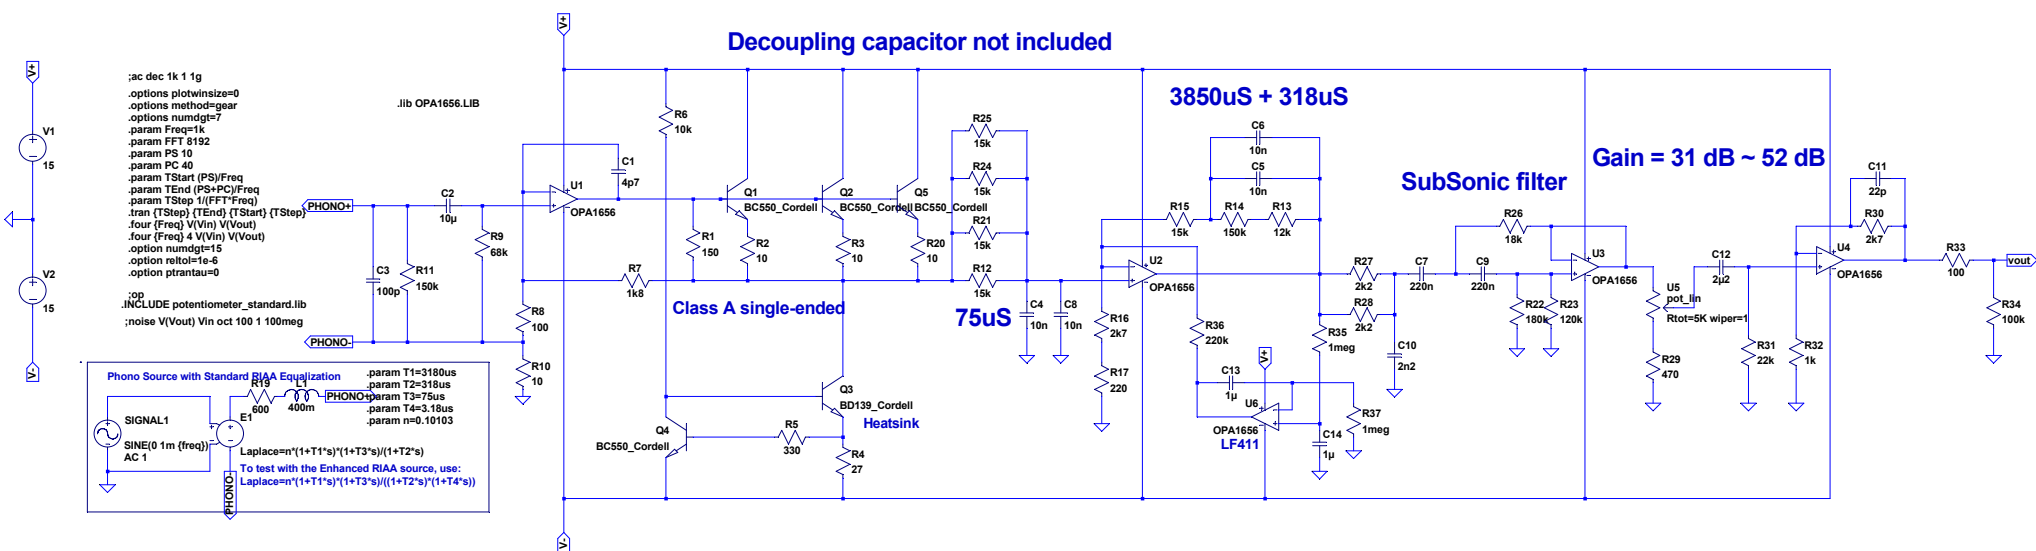 Decoupling capacitor not included
V+
V+
;ac dec 1k 1 1g
.options plotwinsize=0
.options method=gear
.options numdgt=7
.param Freq=1k
.param FFT 8192
.param PS 10
.param PC 40
.param TStart (PS)/Freq
.param TEnd (PS+PC)/Freq
.param TStep 1/(FFT*Freq)
.tran {TStep} {TEnd} {TStart} {TStep}
.four {Freq} V(Vin) V(Vout)
.four {Freq} 4 V(Vin) V(Vout)
.option numdgt=15
.option reltol=1e-6
.option ptrantau=0
;op
.INCLUDE potentiometer_standard.lib
;noise V(Vout) Vin oct 100 1 100meg
.lib OPA1656.LIB
V1
15
V2
15
V-
PHONO+
PHONO-
C3
100p
R11
150k
C2
10µ
R9
68k
C1
4p7
U1
OPA1656
R6
10k
R7
1k8
R8
100
R10
10
R1
150
Q1
BC550_Cordell
Q2
BC550_Cordell
Q5
BC550_Cordell
R2
10
R3
10
R20
10
Class A single-ended
Q3
BD139_Cordell
Heatsink
Q4
BC550_Cordell
R5
330
R4
27
V-
R25
15k
R24
15k
R21
15k
R12
15k
75uS
C4
10n
C8
10n
3850uS + 318uS
C6
10n
C5
10n
R15
15k
R14
150k
R13
12k
U2
OPA1656
R16
2k7
R17
220
R36
220k
C13
1µ
V+
U6
OPA1656
LF411
R35
1meg
R37
1meg
C14
1µ
R27
2k2
R28
2k2
C10
2n2
SubSonic filter
C7
220n
C9
220n
R26
18k
R22
180k
R23
120k
U3
OPA1656
Gain = 31 dB ~ 52 dB
U5
pot_lin
Rtot=5K wiper=1
R29
470
C12
2µ2
R31
22k
R32
1k
C11
22p
R30
2k7
U4
OPA1656
R33
100
vout
R34
100k
Phono Source with Standard RIAA Equalization
SIGNAL1
SINE(0 1m {freq})
AC 1
R19
600
L1
400m
PHONO+
E1
PHONO-
.param T1=3180us
.param T2=318us
.param T3=75us
.param T4=3.18us
.param n=0.10103
Laplace=n*(1+T1*s)*(1+T3*s)/(1+T2*s)
To test with the Enhanced RIAA source, use:
Laplace=n*(1+T1*s)*(1+T3*s)/((1+T2*s)*(1+T4*s))